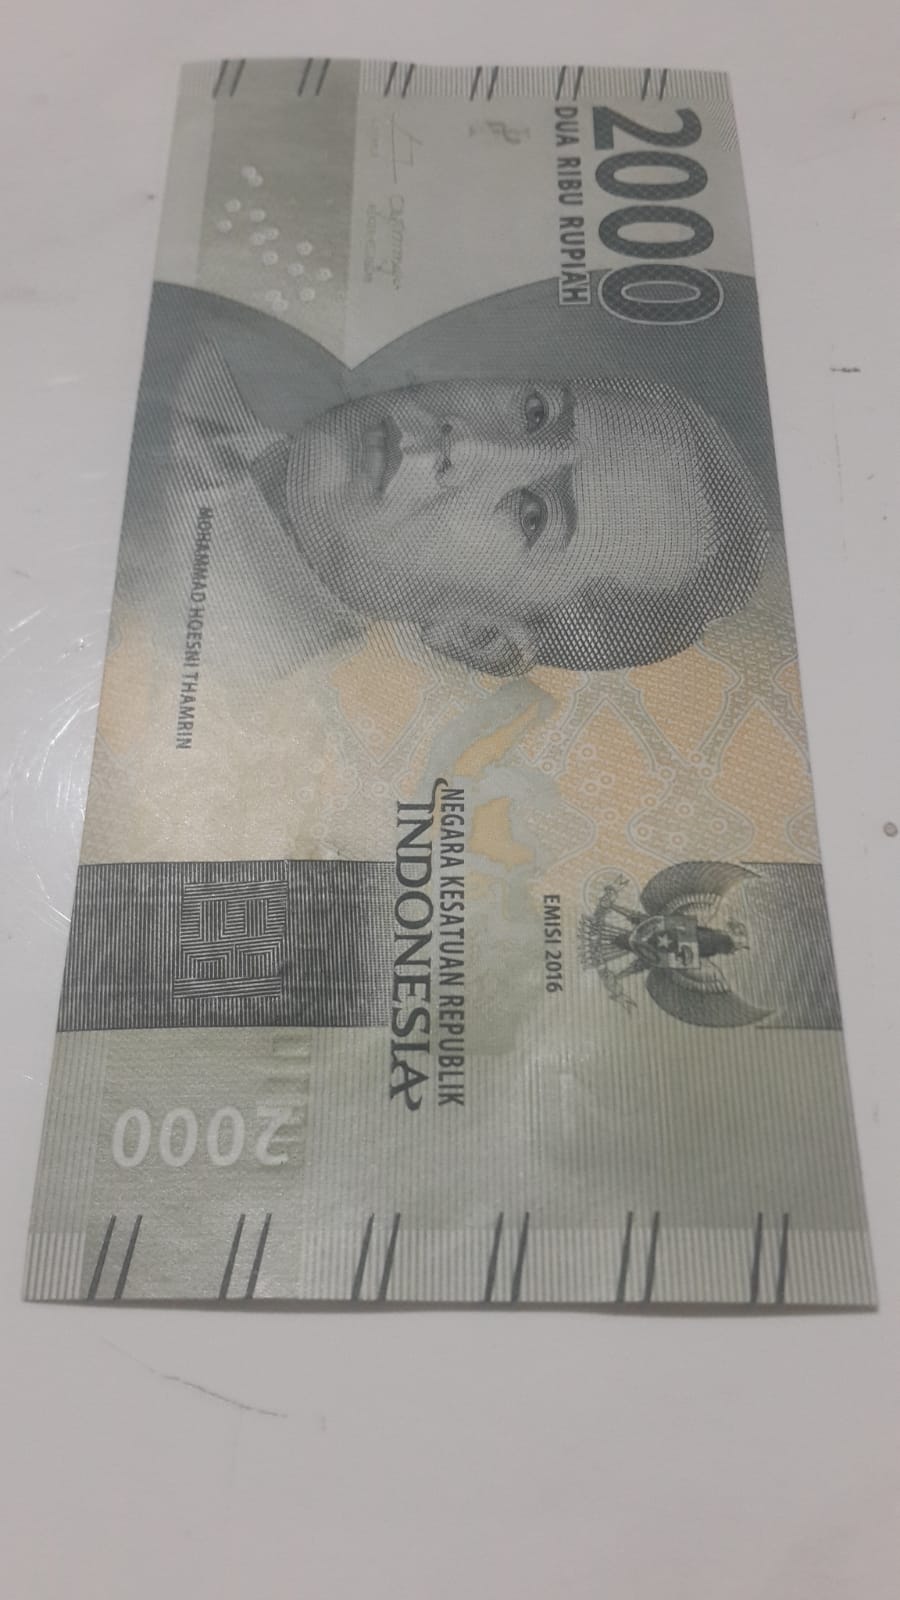 2000
DUA RIBU RUPIAH
MOHAMMAD HOESNI THAMRIN
NEGARA KESATUAN REPUBLIK
INDONESIA
EMISI 2016
2000